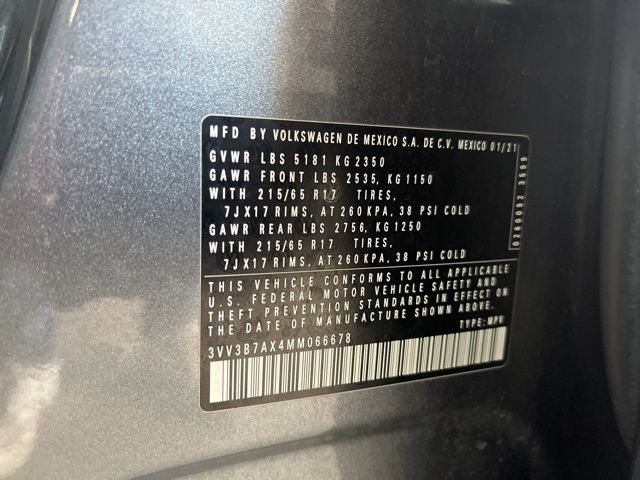 MFD BY VOLKSWAGEN DE MEXICO S.A. DE C.V. MEXICO 01/21
GVWR LBS 5181 KG 2350
GAWR FRONT LBS 2535, KG 1150
WITH 215/65 R17 TIRES,
7JX17 RIMS, AT 260 KPA, 38 PSI COLD
GAWR REAR LBS 2756, KG 1250
WITH 215/65 R17 TIRES,
7JX17 RIMS, AT 260 KPA, 38 PSI COLD
THIS VEHICLE CONFORMS TO ALL APPLICABLE
U.S. FEDERAL MOTOR VEHICLE SAFETY AND
THEFT PREVENTION STANDARDS IN EFFECT ON
THE DATE OF MANUFACTURE SHOWN ABOVE.
TYPE: MPV
3VV3B7AX4MM066678
0260092 3599